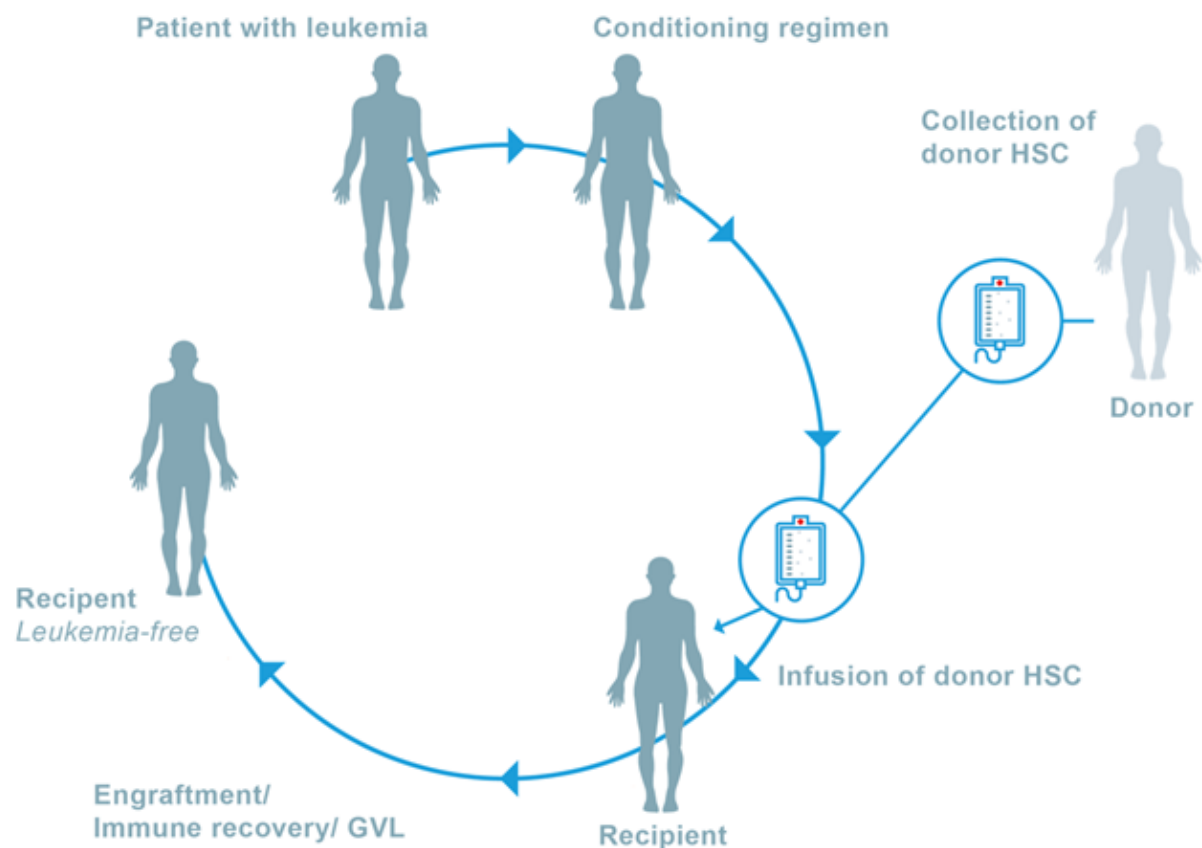 Patient with leukemia
Conditioning regimen
Collection of
donor HSC
Donor
Infusion of donor HSC
Recipient
Engraftment/
Immune recovery/ GVL
Recipent
Leukemia-free